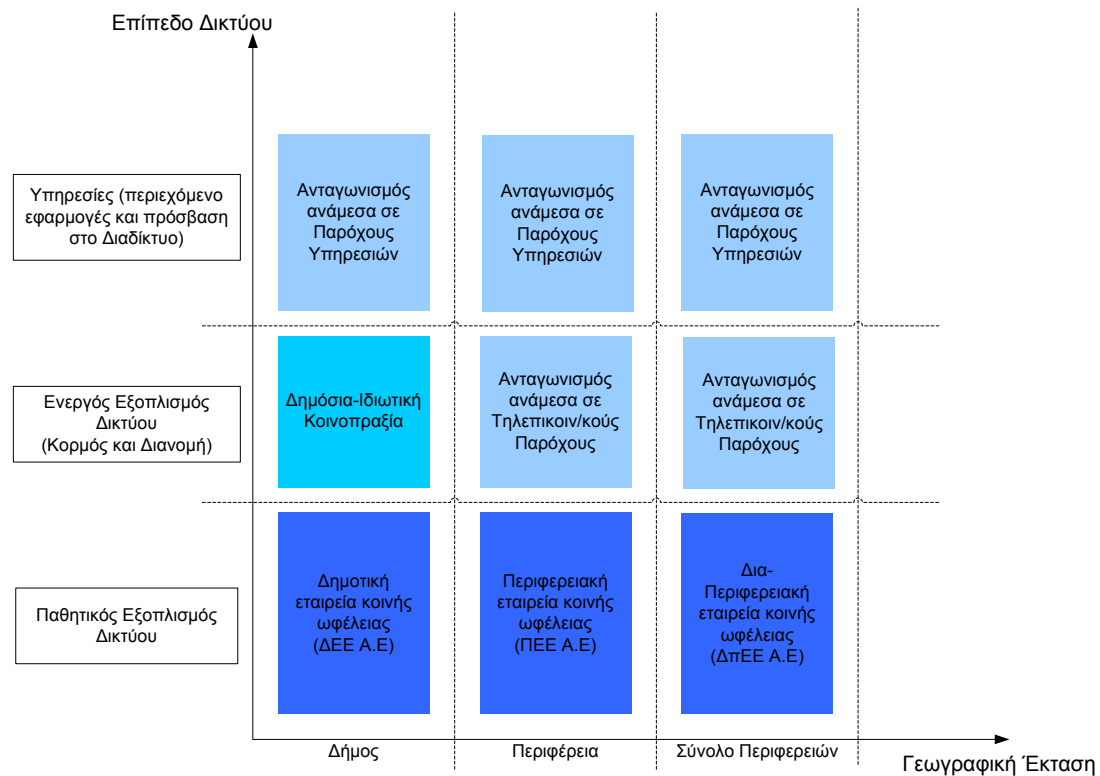 Επίπεδο Δικτύου
Υπηρεσίες (περιεχόμενο
εφαρμογές και πρόσβαση
στο Διαδίκτυο)
Ανταγωνισμός
ανάμεσα σε
Παρόχους
Υπηρεσιών
Ανταγωνισμός
ανάμεσα σε
Παρόχους
Υπηρεσιών
Ανταγωνισμός
ανάμεσα σε
Παρόχους
Υπηρεσιών
Ενεργός Εξοπλισμός
Δικτύου
(Κορμός και Διανομή)
Δημόσια-Ιδιωτική
Κοινοπραξία
Ανταγωνισμός
ανάμεσα σε
Τηλεπικοιν/κούς
Παρόχους
Ανταγωνισμός
ανάμεσα σε
Τηλεπικοιν/κούς
Παρόχους
Παθητικός Εξοπλισμός
Δικτύου
Δημοτική
εταιρεία κοινής
ωφέλειας
(ΔΕΕ Α.Ε)
Περιφερειακή
εταιρεία κοινής
ωφέλειας
(ΠΕΕ Α.Ε)
Δια-
Περιφερειακή
εταιρεία κοινής
ωφέλειας
(ΔπΕΕ Α.Ε)
Δήμος
Περιφέρεια
Σύνολο Περιφερειών
Γεωγραφική Έκταση